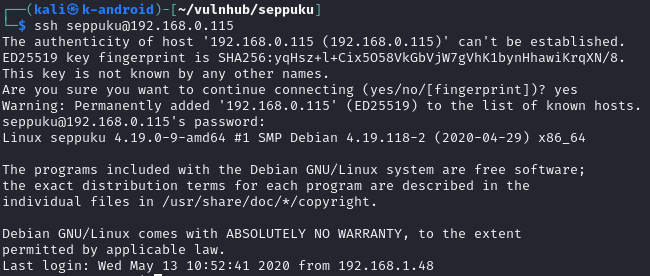 ┌──(kali㉿k-android)-[~/vulnhub/seppuku]
└─$ ssh seppuku@192.168.0.115
The authenticity of host '192.168.0.115 (192.168.0.115)' can't be established.
ED25519 key fingerprint is SHA256:yqHsz+l+Cix5O58VkGbVjW7gVhK1bynHhawiKrqXN/8.
This key is not known by any other names.
Are you sure you want to continue connecting (yes/no/[fingerprint])? yes
Warning: Permanently added '192.168.0.115' (ED25519) to the list of known hosts.
seppuku@192.168.0.115's password:
Linux seppuku 4.19.0-9-amd64 #1 SMP Debian 4.19.118-2 (2020-04-29) x86_64
The programs included with the Debian GNU/Linux system are free software;
the exact distribution terms for each program are described in the
individual files in /usr/share/doc/*/copyright.
Debian GNU/Linux comes with ABSOLUTELY NO WARRANTY, to the extent
permitted by applicable law.
Last login: Wed May 13 10:52:41 2020 from 192.168.1.48